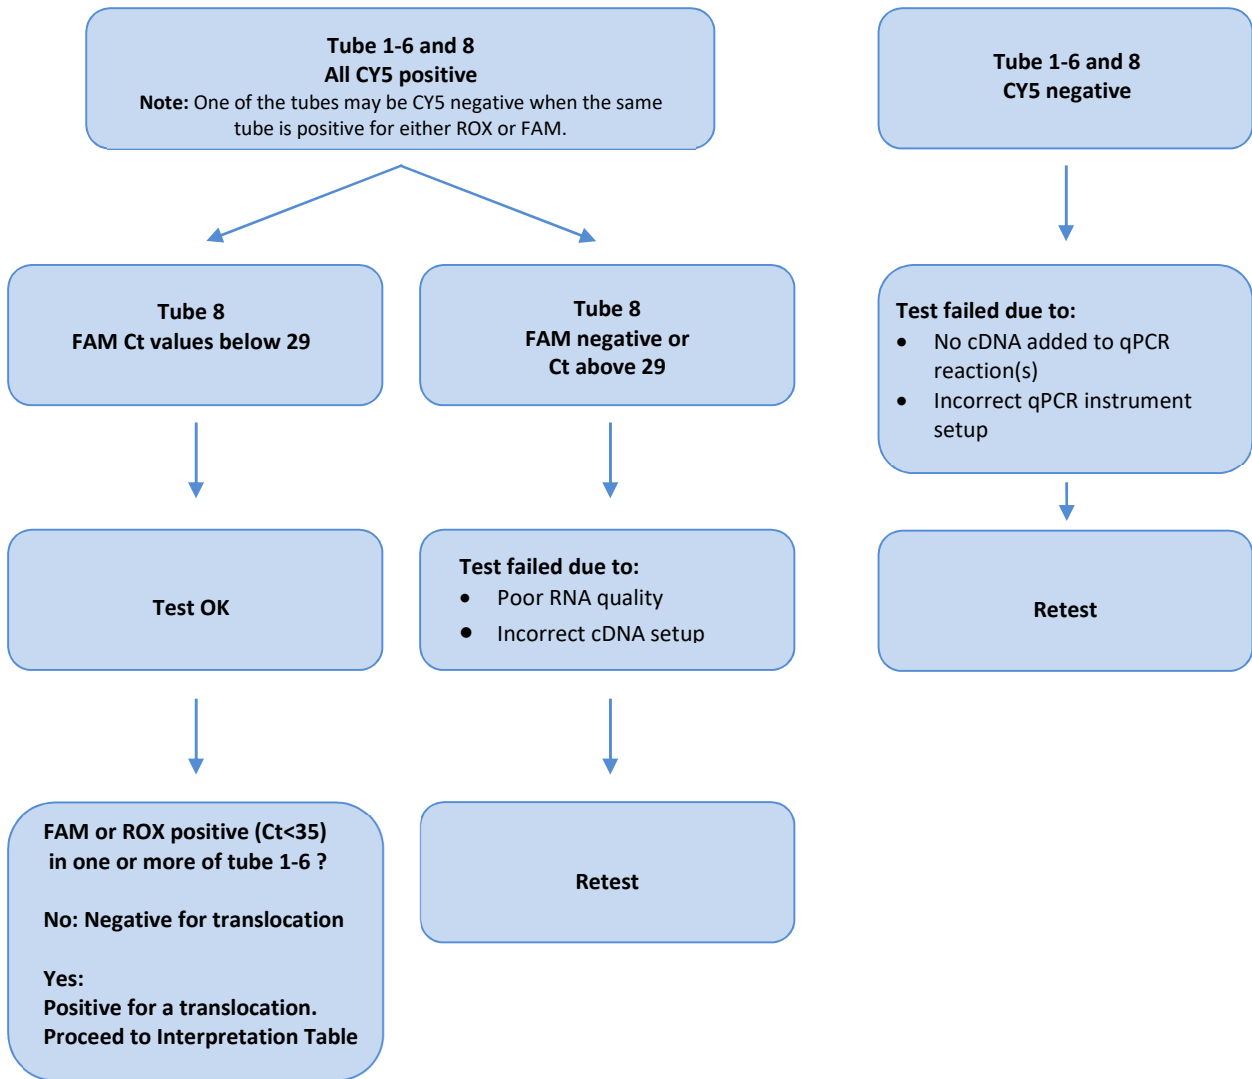 Tube 1-6 and 8
All CY5 positive
Note: One of the tubes may be CY5 negative when the same
tube is positive for either ROX or FAM.
Tube 1-6 and 8
CY5 negative
Tube 8
FAM Ct values below 29
Tube 8
FAM negative or
Ct above 29
Test failed due to:
• No cDNA added to qPCR
reaction(s)
• Incorrect qPCR instrument
setup
Test OK
Test failed due to:
• Poor RNA quality
• Incorrect cDNA setup
Retest
FAM or ROX positive (Ct<35)
in one or more of tube 1-6 ?
No: Negative for translocation
Yes:
Positive for a translocation.
Proceed to Interpretation Table
Retest